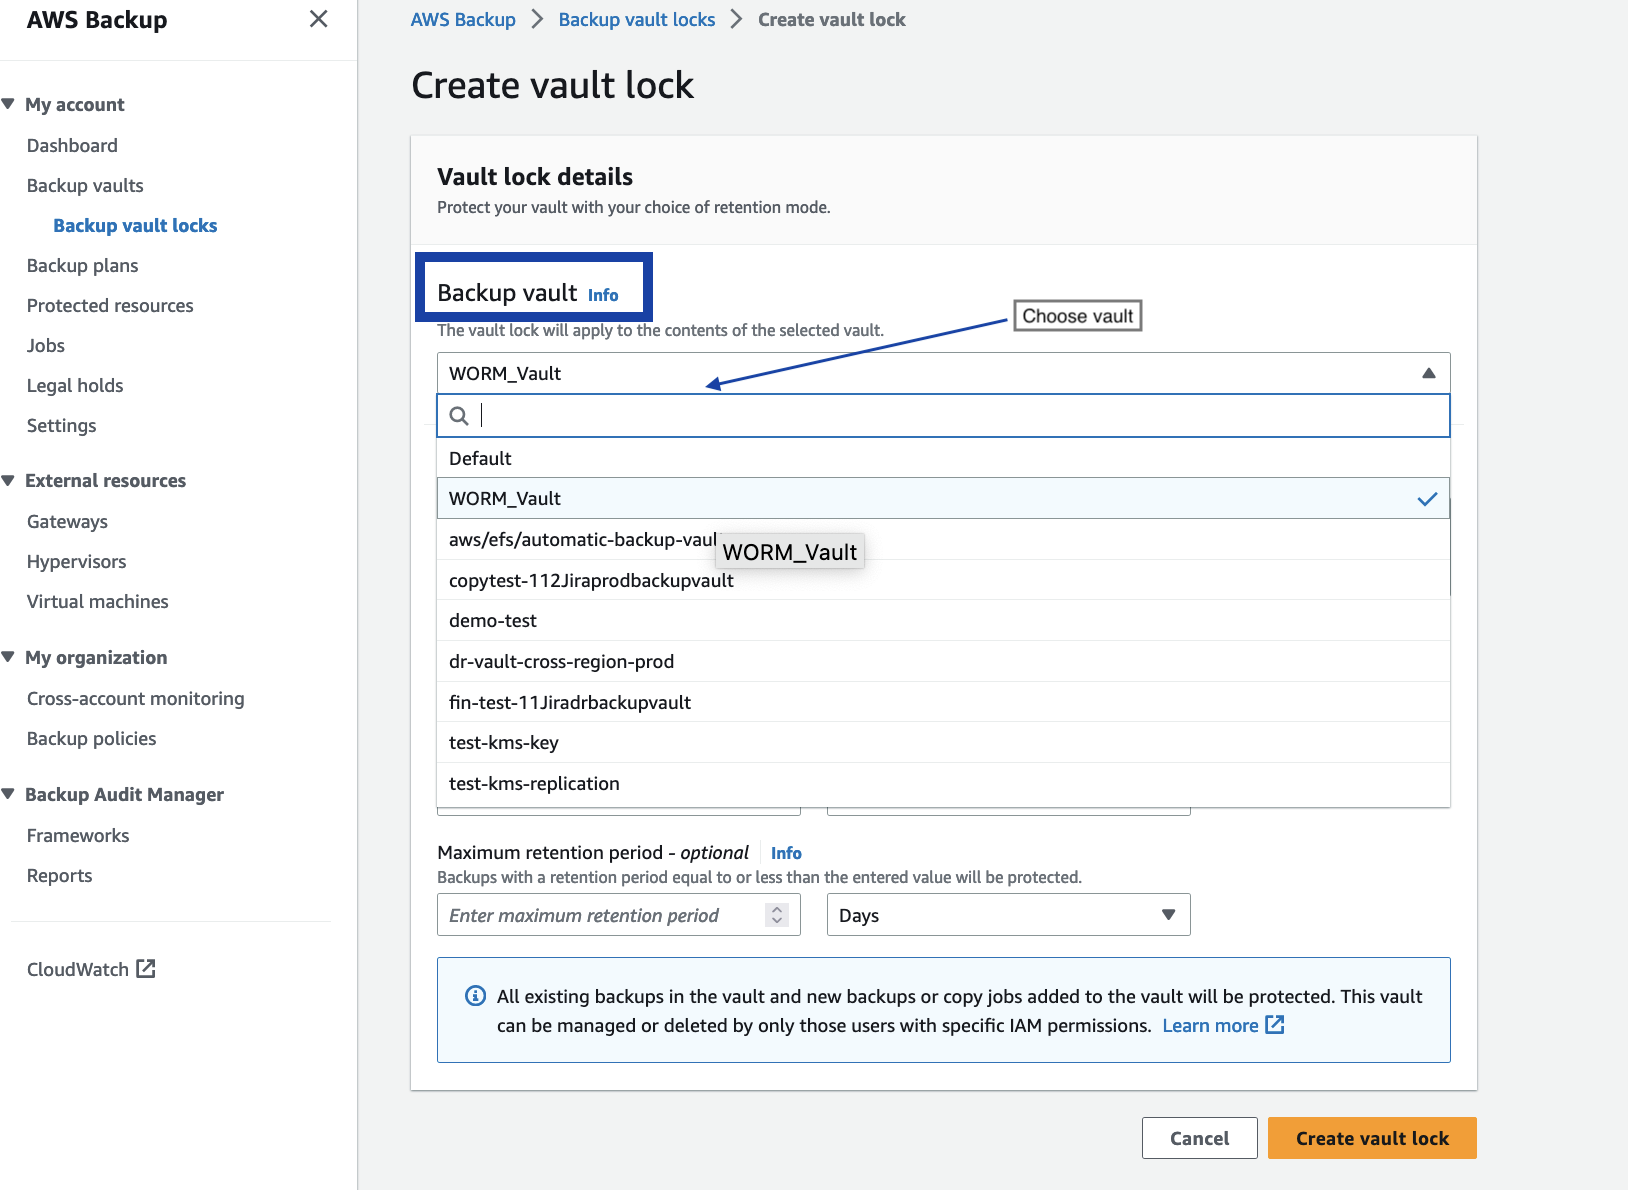 AWS Backup
My account
Dashboard
Backup vaults
Backup vault locks
Backup plans
Protected resources
Jobs
Legal holds
Settings
External resources
Gateways
Hypervisors
Virtual machines
My organization
Cross-account monitoring
Backup policies
Backup Audit Manager
Frameworks
Reports
CloudWatch
AWS Backup > Backup vault locks > Create vault lock
Create vault lock
Vault lock details
Protect your vault with your choice of retention mode.
Backup vault Info
Choose vault
The vault lock will apply to the contents of the selected vault.
WORM_Vault
Default
WORM_Vault
aws/efs/automatic-backup-vault
WORM_Vault
copytest-112Jiraprodbackupvault
demo-test
dr-vault-cross-region-prod
fin-test-11Jiradrbackupvault
test-kms-key
test-kms-replication
Maximum retention period - optional Info
Backups with a retention period equal to or less than the entered value will be protected.
Enter maximum retention period
Days
All existing backups in the vault and new backups or copy jobs added to the vault will be protected. This vault
can be managed or deleted by only those users with specific IAM permissions. Learn more
Cancel
Create vault lock